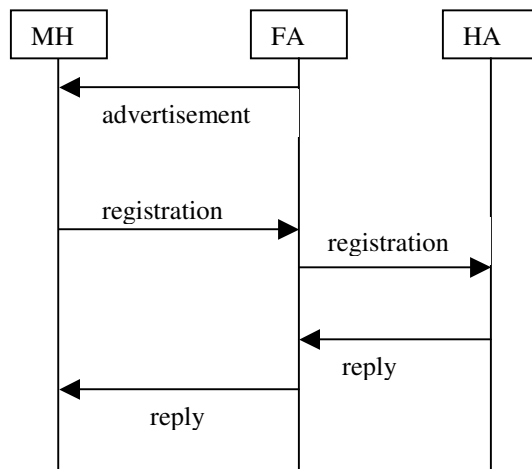 MH
FA
HA
advertisement
registration
registration
reply
reply